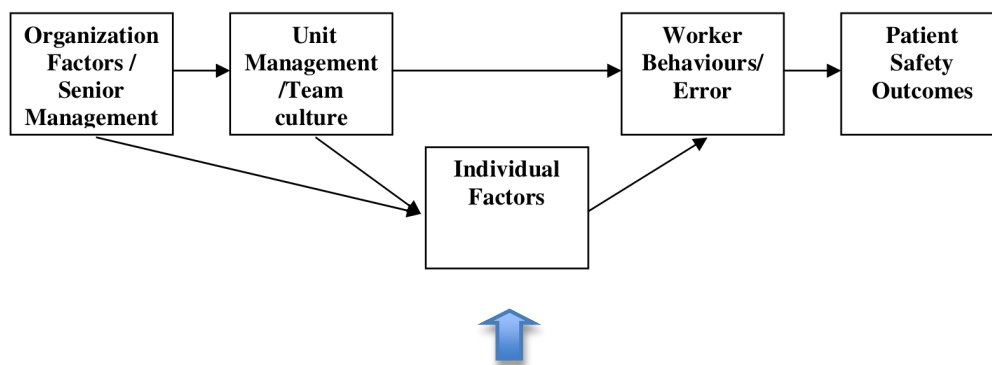 Organization
Factors /
Senior
Management
Unit
Management
/Team
culture
Worker
Behaviours/
Error
Patient
Safety
Outcomes
Individual
Factors